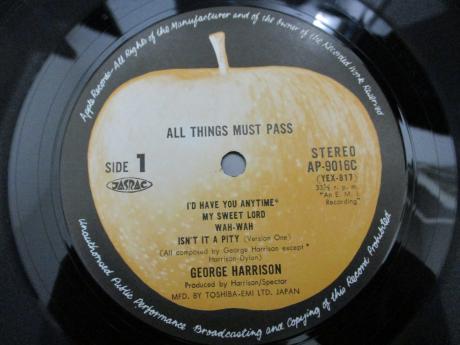 Apple Records - All Rights of the Manufacturer and of the Owner of the Recorded Work Reserved
ALL THINGS MUST PASS
SIDE 1
JASRAC
STEREO
AP-9016C
(YEX-817)
33⅓ r. p. m.
"An E. M. I.
Recording"
I'D HAVE YOU ANYTIME*
MY SWEET LORD
WAH-WAH
ISN'T IT A PITY (Version One)
(All composed by George Harrison except *
Harrison-Dylan)
GEORGE HARRISON
Produced by Harrison/Spector
MFD. BY TOSHIBA-EMI LTD. JAPAN
Unauthorised Public Performance Broadcasting and Copying of this Record Prohibited